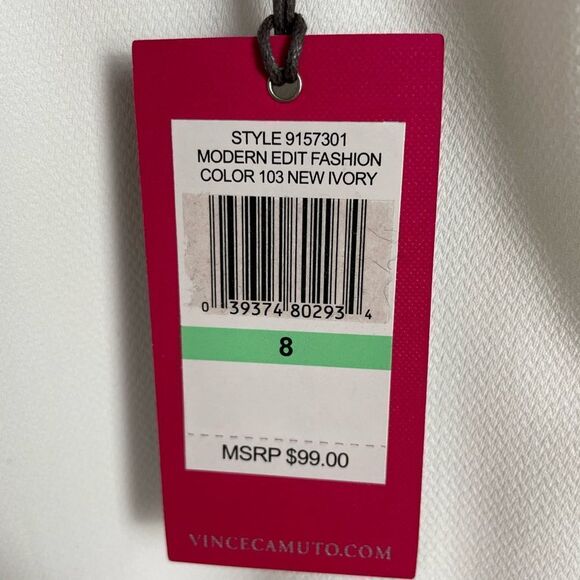 STYLE 9157301
MODERN EDIT FASHION
COLOR 103 NEW IVORY
0 39374 80293 4
8
MSRP $99.00
VINCECAMUTO.COM